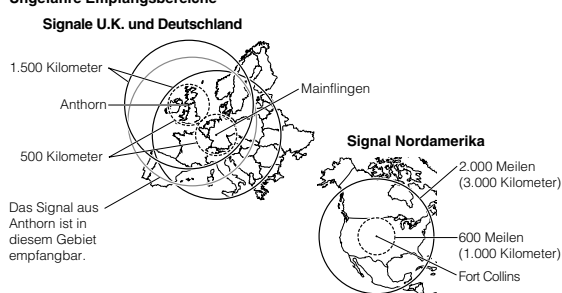 Ungefähre Empfangsbereiche
Signale U.K. und Deutschland
1.500 Kilometer
Anthorn
Mainflingen
500 Kilometer
Das Signal aus
Anthorn ist in
diesem Gebiet
empfangbar.
Signal Nordamerika
2.000 Meilen
(3.000 Kilometer)
600 Meilen
(1.000 Kilometer)
Fort Collins